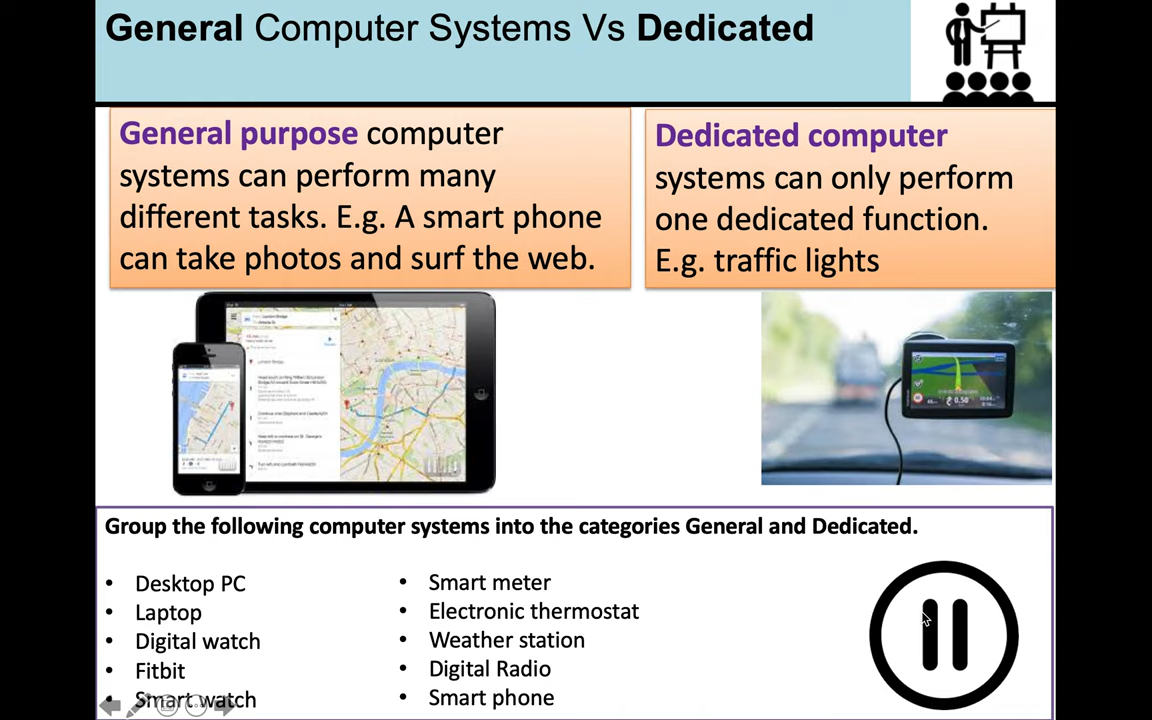 General Computer Systems Vs Dedicated
General purpose computer
systems can perform many
different tasks. E.g. A smart phone
can take photos and surf the web.
Dedicated computer
systems can only perform
one dedicated function.
E.g. traffic lights
0.50
Group the following computer systems into the categories General and Dedicated.
• Desktop PC
• Laptop
• Digital watch
• Fitbit
• Smart watch
• Smart meter
• Electronic thermostat
• Weather station
• Digital Radio
• Smart phone